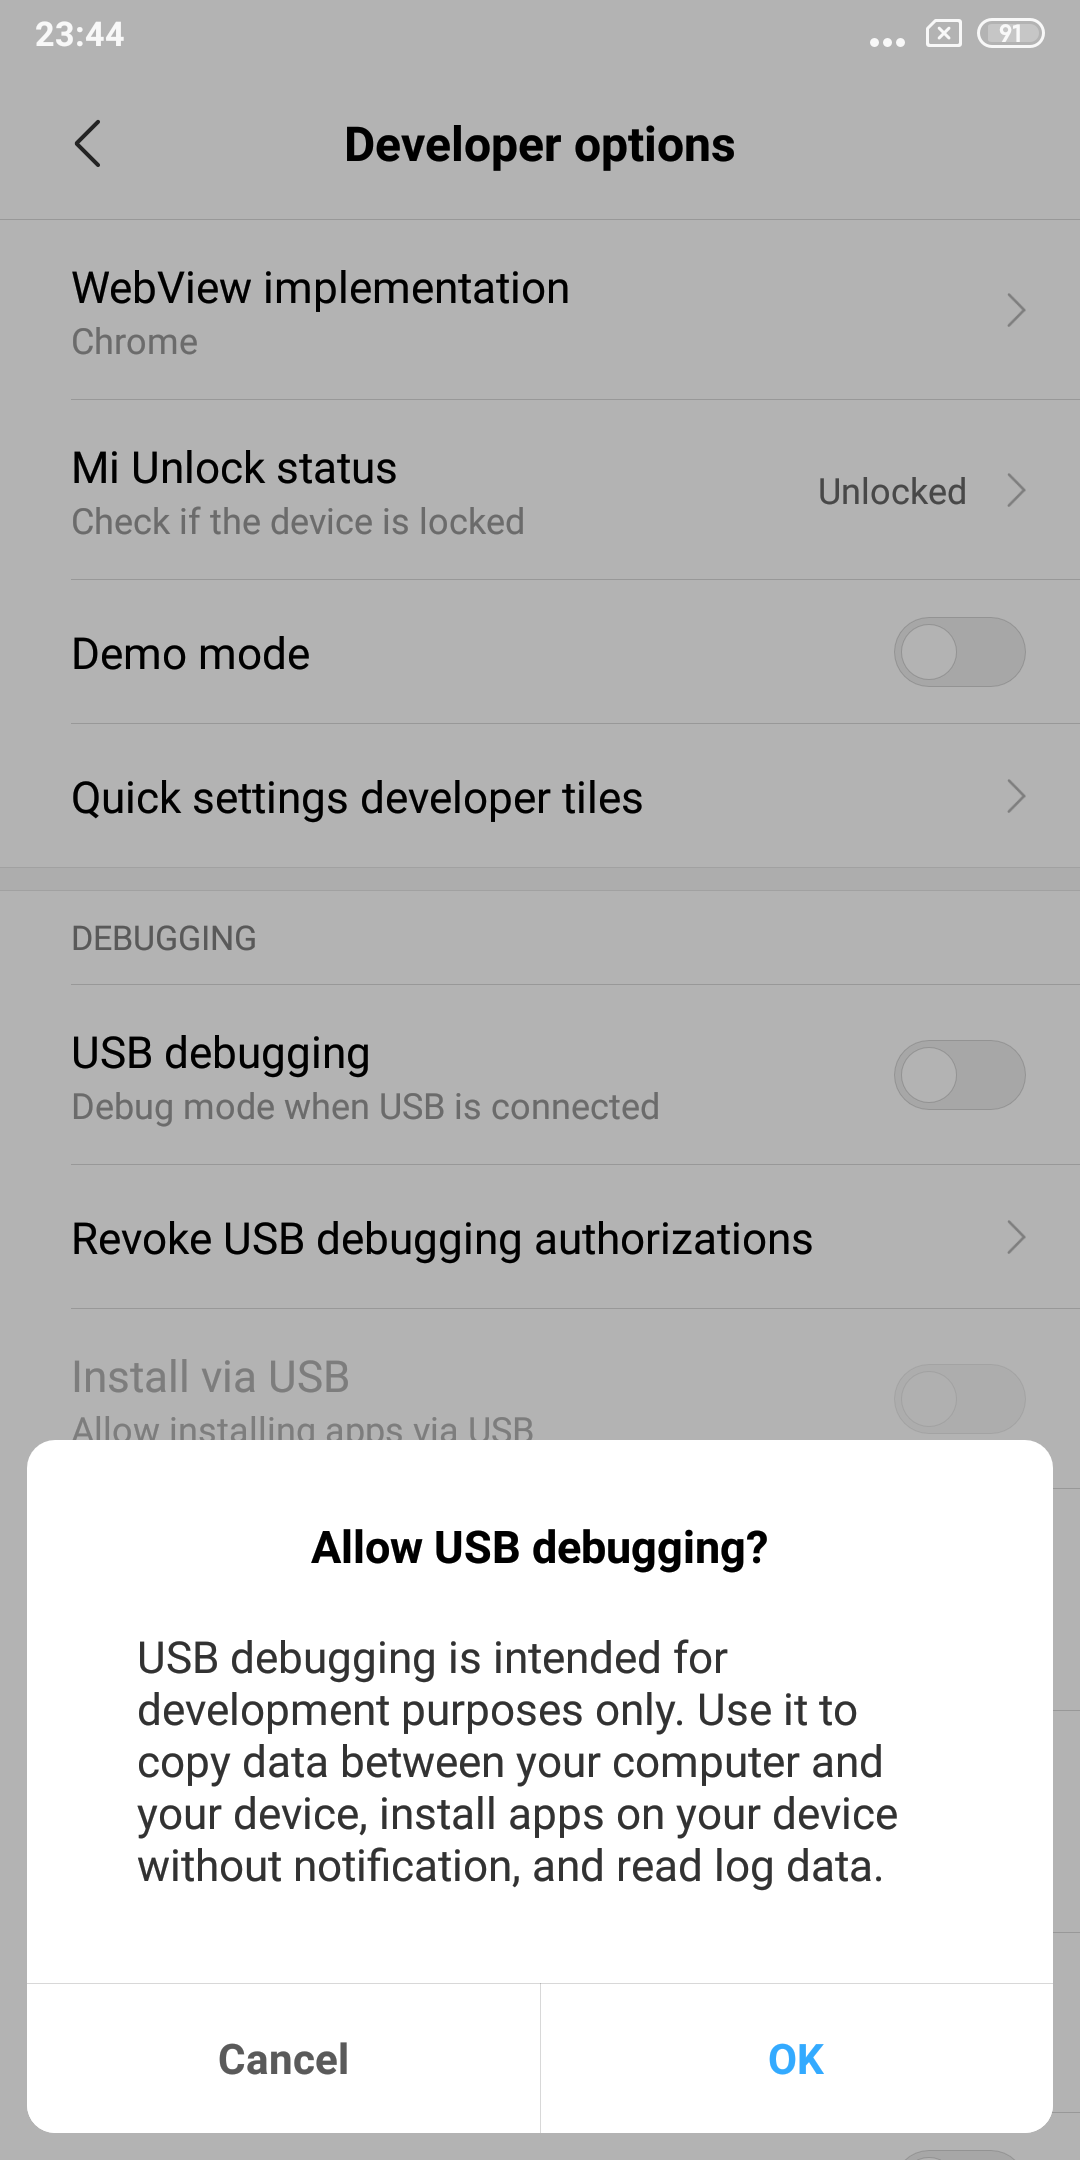 23:44
91
Developer options
WebView implementation
Chrome
Mi Unlock status
Check if the device is locked
Unlocked
Demo mode
Quick settings developer tiles
DEBUGGING
USB debugging
Debug mode when USB is connected
Revoke USB debugging authorizations
Install via USB
Allow installing apps via USB
Allow USB debugging?
USB debugging is intended for
development purposes only. Use it to
copy data between your computer and
your device, install apps on your device
without notification, and read log data.
Cancel
OK